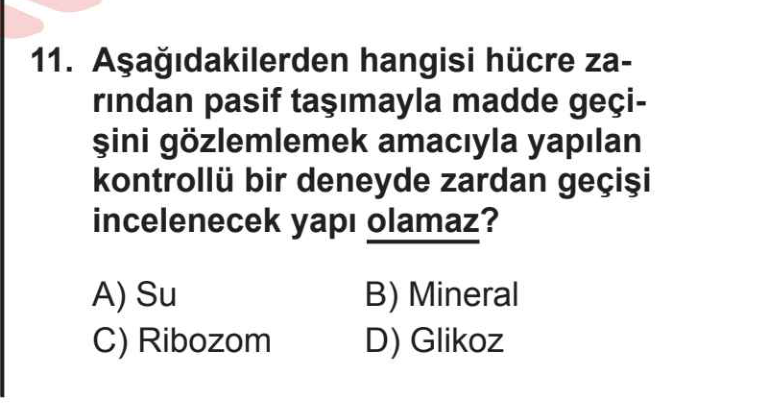 11. Aşağıdakilerden hangisi hücre za-
rından pasif taşımayla madde geçi-
şini gözlemlemek amacıyla yapılan
kontrollü bir deneyde zardan geçişi
incelenecek yapı olamaz?
A) Su B) Mineral
C) Ribozom D) Glikoz